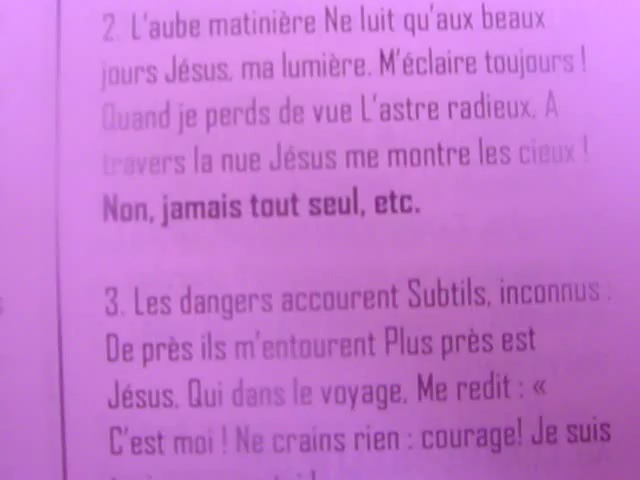 2. L'aube matinière Ne luit qu'aux beaux
jours Jésus, ma lumière, M'éclaire toujours !
Quand je perds de vue L'astre radieux, A
travers la nue Jésus me montre les cieux !
Non, jamais tout seul, etc.
3. Les dangers accourent Subtils, inconnus :
De près ils m'entourent Plus près est
Jésus, Qui dans le voyage, Me redit : «
C'est moi ! Ne crains rien : courage! Je suis